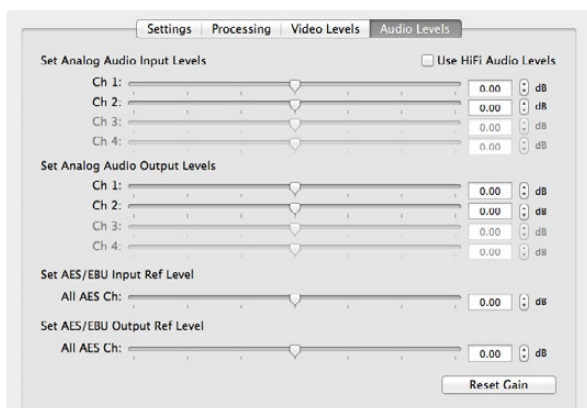 Settings Processing Video Levels Audio Levels
Set Analog Audio Input Levels Use HiFi Audio Levels
Ch 1: 0.00 dB
Ch 2: 0.00 dB
Ch 3: 0.00 dB
Ch 4: 0.00 dB
Set Analog Audio Output Levels
Ch 1: 0.00 dB
Ch 2: 0.00 dB
Ch 3: 0.00 dB
Ch 4: 0.00 dB
Set AES/EBU Input Ref Level
All AES Ch: 0.00 dB
Set AES/EBU Output Ref Level
All AES Ch: 0.00 dB
Reset Gain